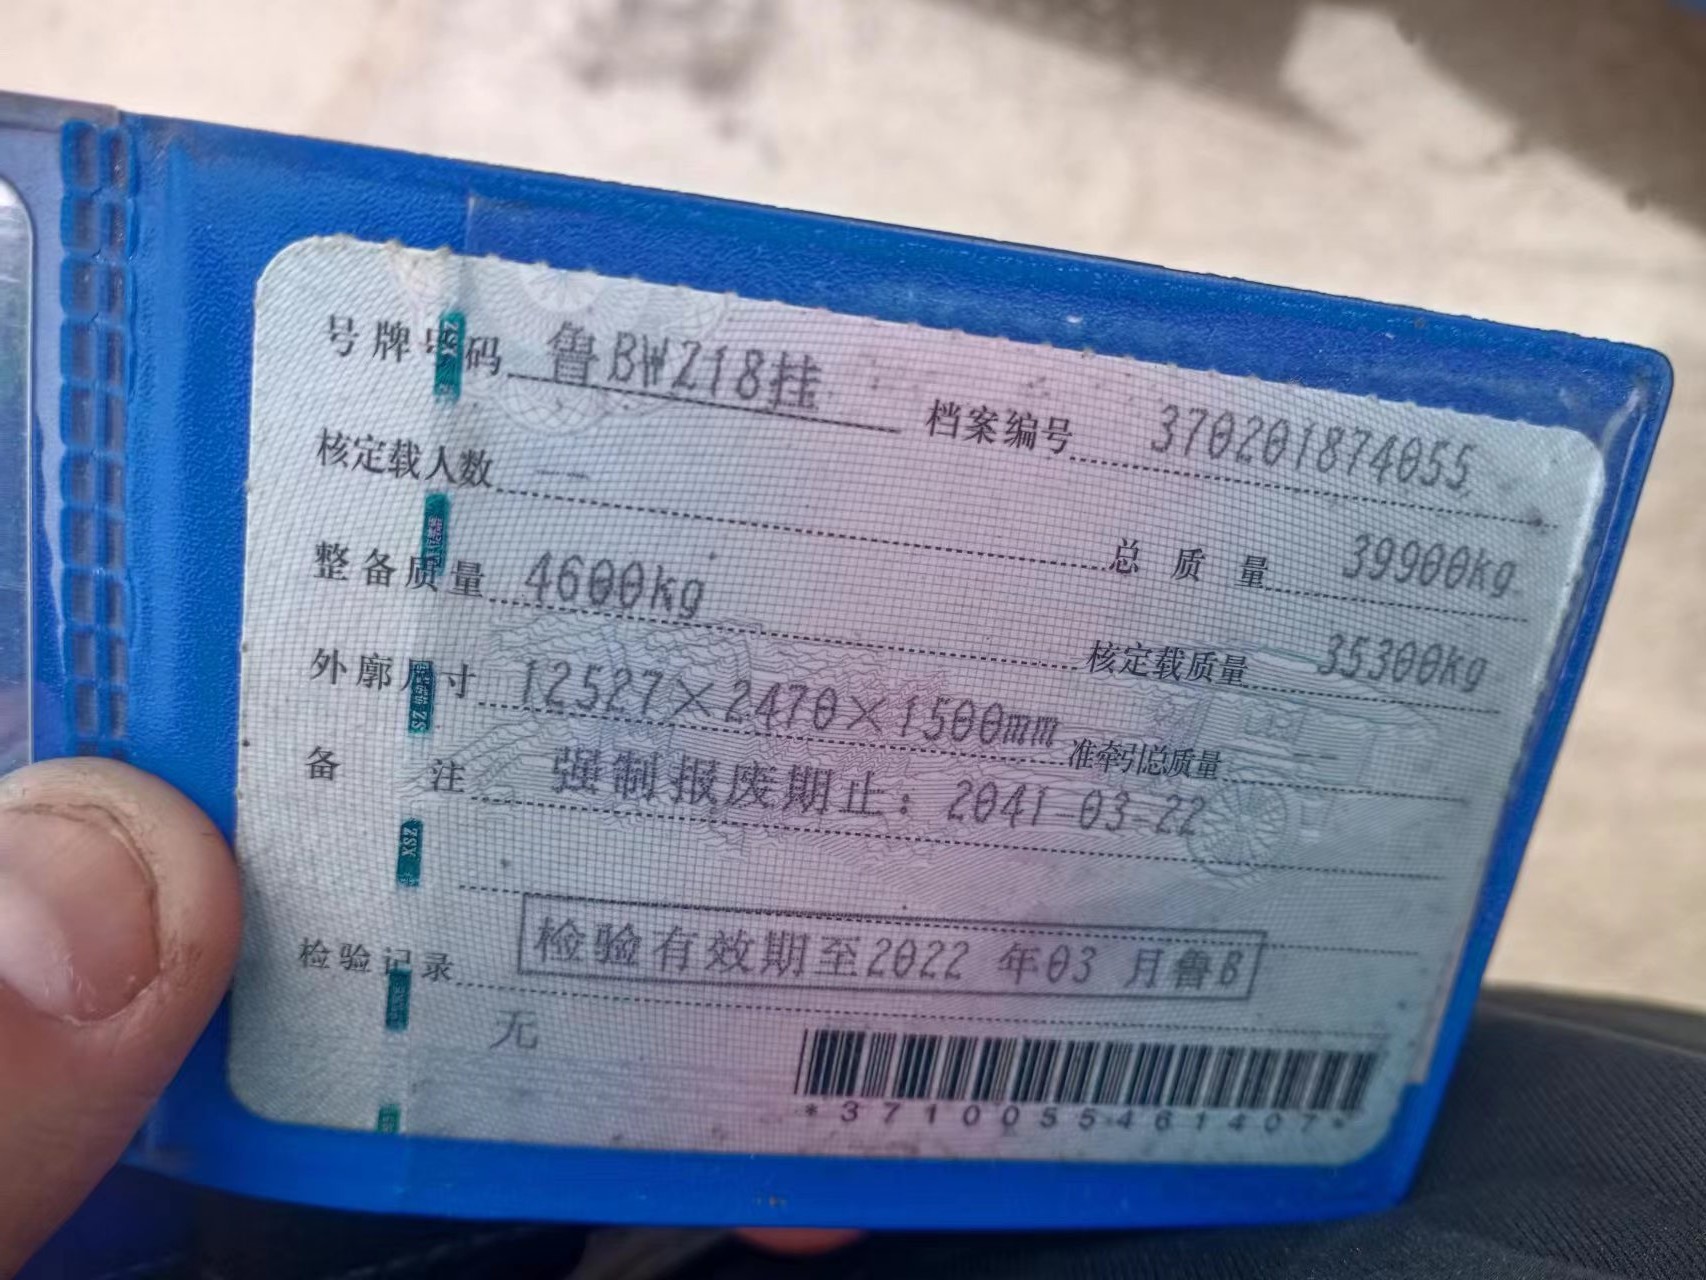 号牌号码 鲁BWZ18挂 档案编号 370201874055
核定载人数 -- 总质量 39900kg
整备质量 4600kg 核定载质量 35300kg
外廓尺寸 12527×2470×1500mm 准牵引总质量 --
备注 强制报废期止：2041-03-22
检验记录 检验有效期至2022 年03 月鲁B
无
*3710055461407*